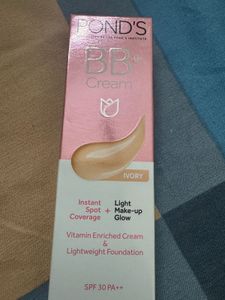 POND'S
BB+
Cream
IVORY
Instant
Spot
Coverage
+
Light
Make-up
Glow
Vitamin Enriched Cream
&
Lightweight Foundation
SPF 30 PA++